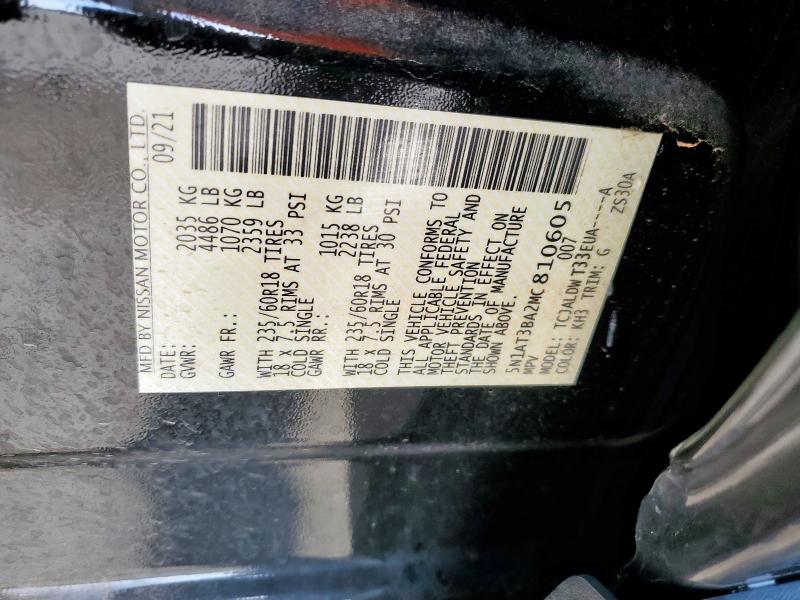 MFD BY NISSAN MOTOR CO., LTD.
DATE: 09/21
GVWR: 2035 KG
4486 LB
GAWR FR.: 1070 KG
2359 LB
WITH 235/60R18 TIRES
18 X 7.5 RIMS AT 33 PSI
COLD SINGLE
GAWR RR.: 1015 KG
2238 LB
WITH 235/60R18 TIRES
18 X 7.5 RIMS AT 30 PSI
COLD SINGLE
THIS VEHICLE CONFORMS TO
ALL APPLICABLE FEDERAL
MOTOR VEHICLE SAFETY AND
THEFT PREVENTION
STANDARDS IN EFFECT ON
THE DATE OF MANUFACTURE
SHOWN ABOVE.
5N1AT3BA2MC810605
MPV 007
MODEL: TCJALDWT33EUA-----A
COLOR: KH3 TRIM: G ZS30A